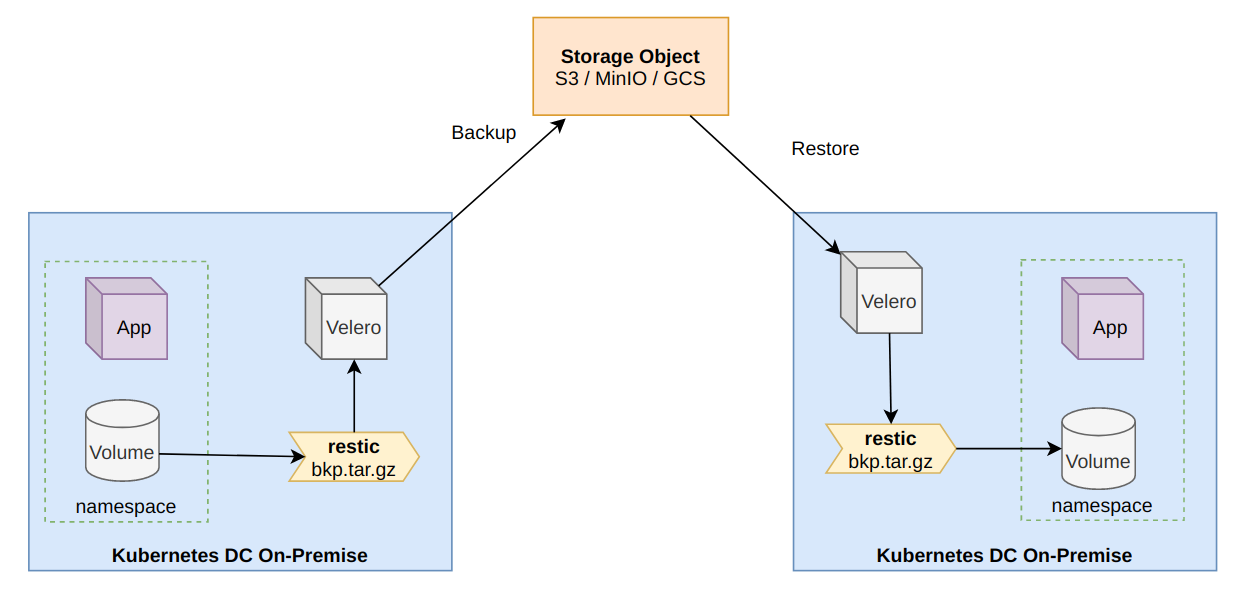 Storage Object
S3 / MinIO / GCS
Backup
Restore
App
Velero
Volume
restic
bkp.tar.gz
namespace
Kubernetes DC On-Premise
Velero
App
restic
bkp.tar.gz
Volume
namespace
Kubernetes DC On-Premise